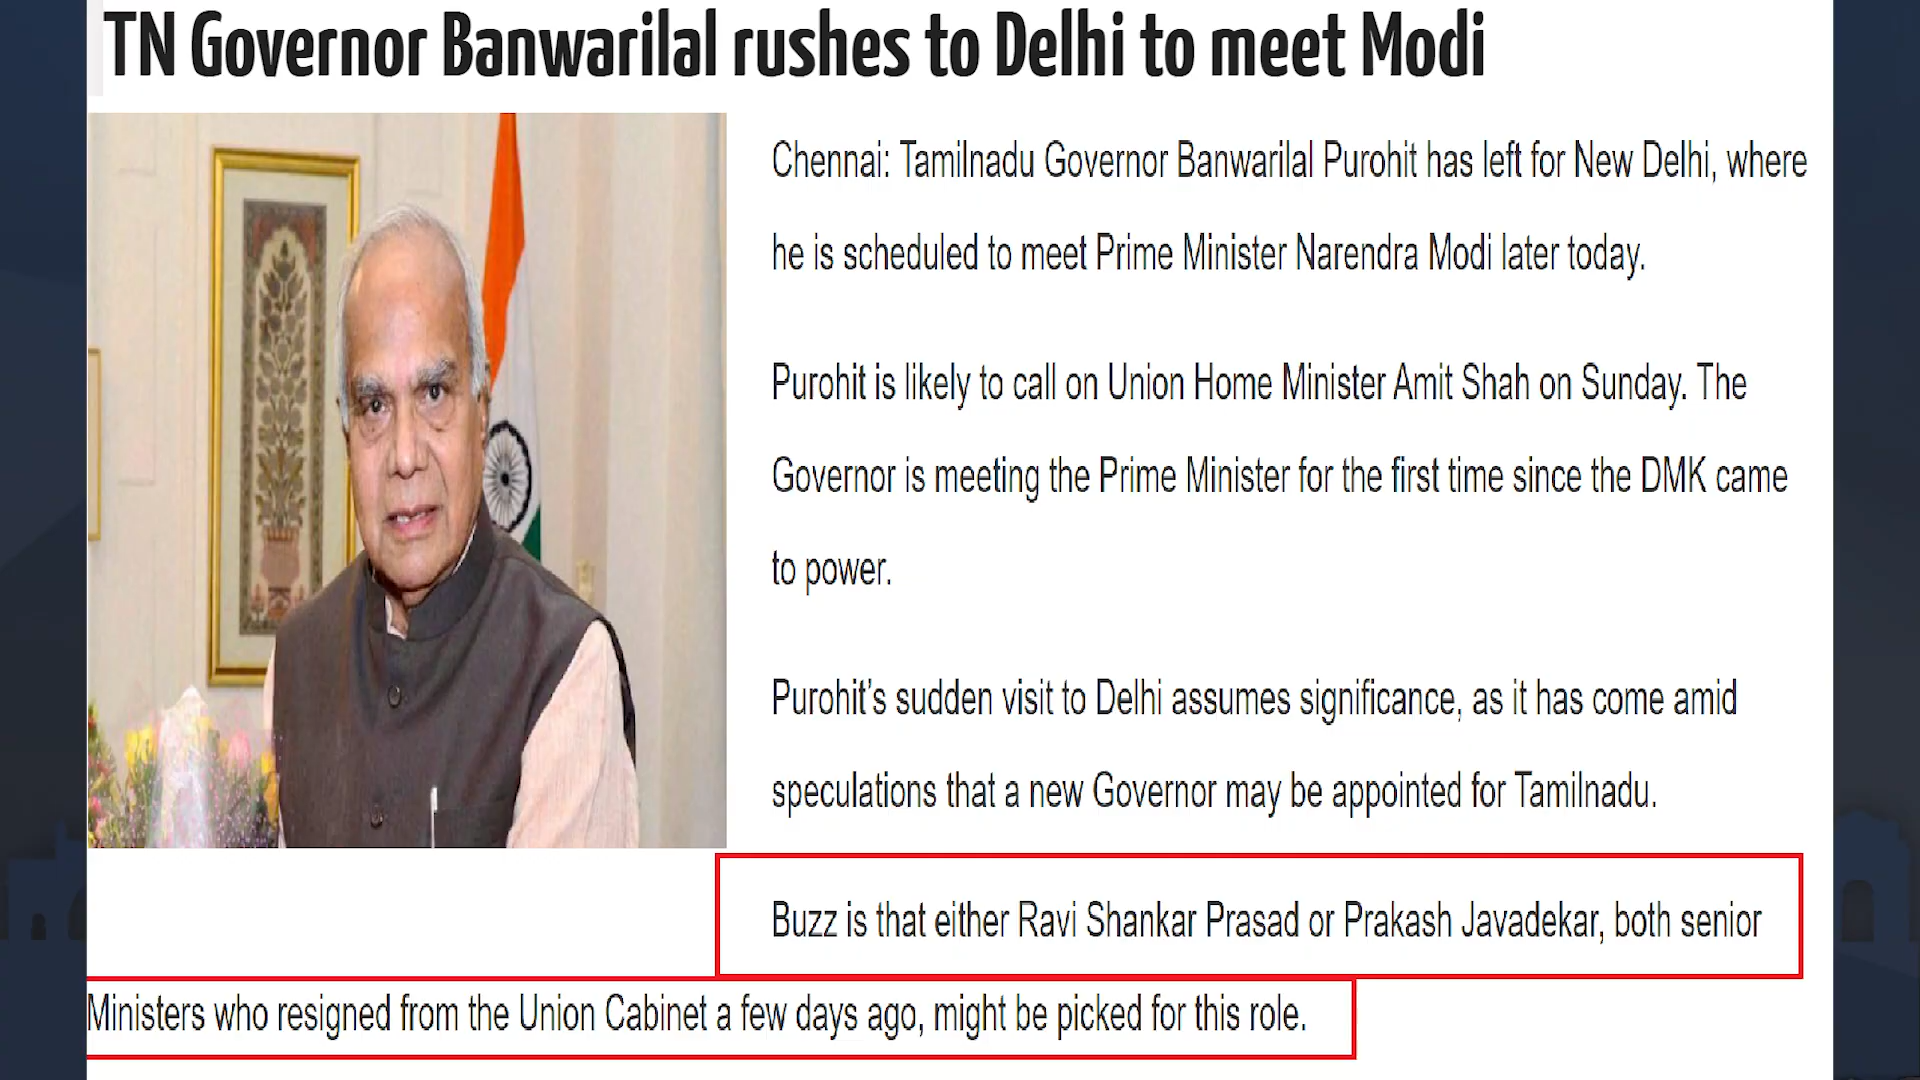 TN Governor Banwarilal rushes to Delhi to meet Modi
Chennai: Tamilnadu Governor Banwarilal Purohit has left for New Delhi, where
he is scheduled to meet Prime Minister Narendra Modi later today.
Purohit is likely to call on Union Home Minister Amit Shah on Sunday. The
Governor is meeting the Prime Minister for the first time since the DMK came
to power.
Purohit's sudden visit to Delhi assumes significance, as it has come amid
speculations that a new Governor may be appointed for Tamilnadu.
Buzz is that either Ravi Shankar Prasad or Prakash Javadekar, both senior
Ministers who resigned from the Union Cabinet a few days ago, might be picked for this role.